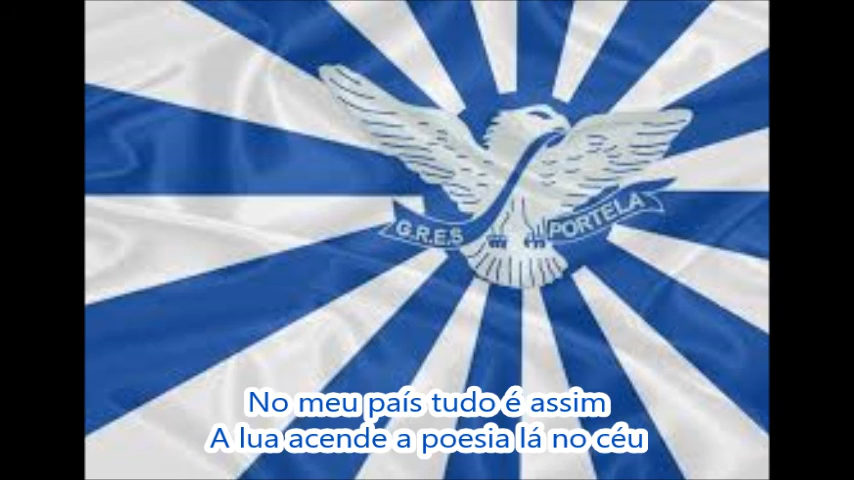 G.R.E.S PORTELA
No meu país tudo é assim
A lua acende a poesia lá no céu